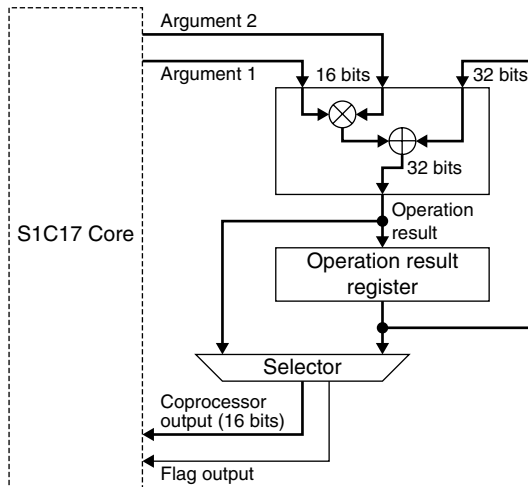 Argument 2
Argument 1
16 bits
32 bits
32 bits
S1C17 Core
Operation
result
Operation result
register
Selector
Coprocessor
output (16 bits)
Flag output